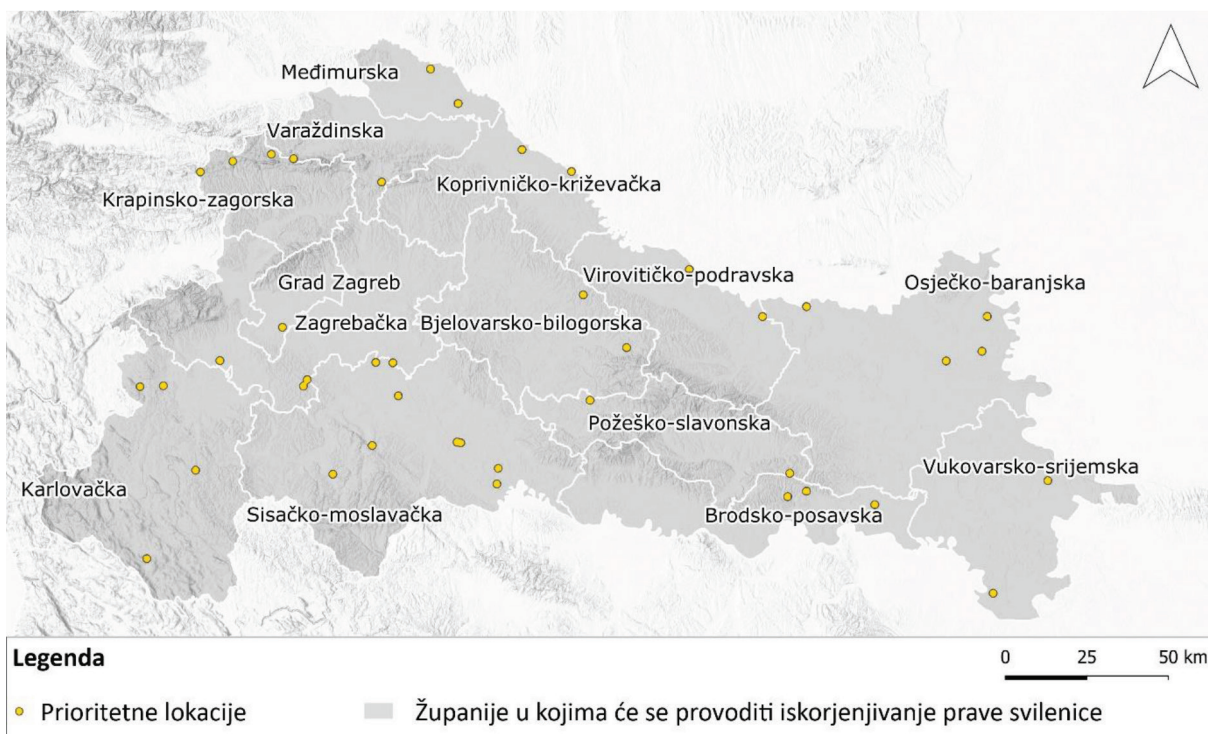 Međimurska
Varaždinska
Krapinsko-zagorska
Koprivničko-križevačka
Grad Zagreb
Virovitičko-podravska
Osječko-baranjska
Zagrebačka
Bjelovarsko-bilogorska
Požeško-slavonska
Karlovačka
Vukovarsko-srijemska
Sisačko-moslavačka
Brodsko-posavska
Legenda
0 25 50 km
Prioritetne lokacije
Županije u kojima će se provoditi iskorjenjivanje prave svilenice